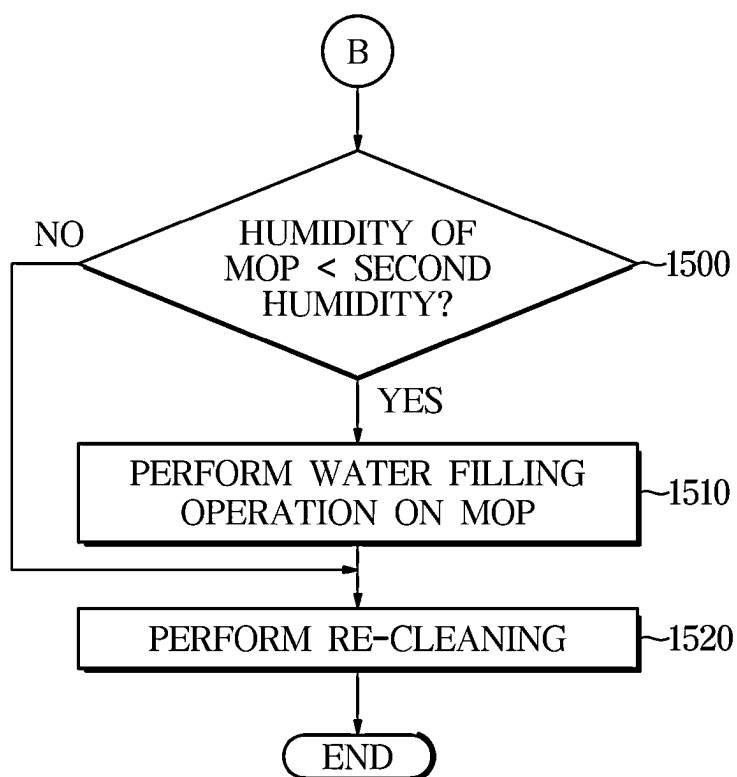 B
NO
HUMIDITY OF
MOP < SECOND
HUMIDITY?
1500
YES
PERFORM WATER FILLING
OPERATION ON MOP
1510
PERFORM RE-CLEANING
1520
END